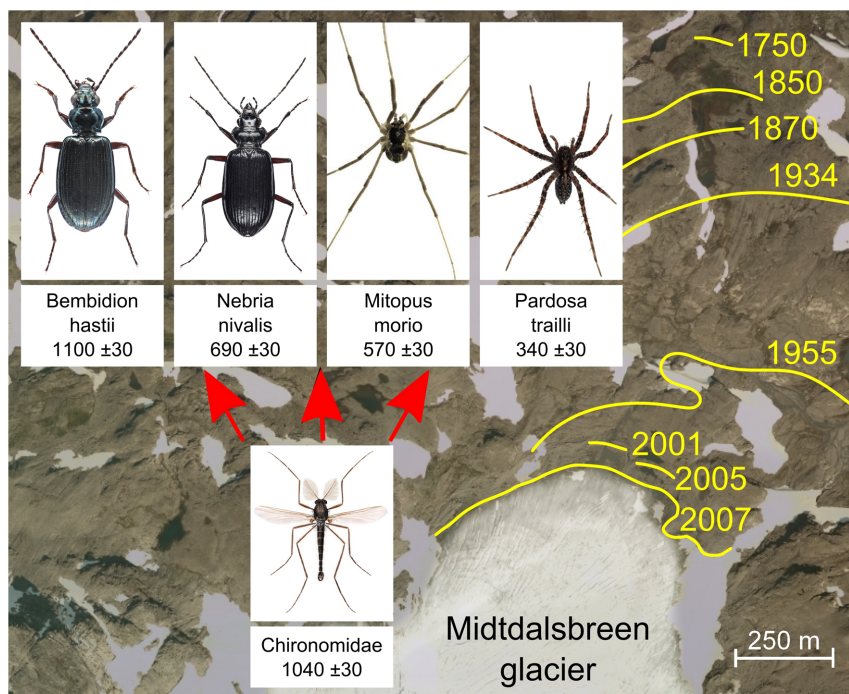 1750
1850
1870
1934
Bembidion
hastii
1100 ±30
Nebria
nivalis
690 ±30
Mitopus
morio
570 ±30
Pardosa
trailli
340 ±30
1955
2001
2005
2007
Chironomidae
1040 ±30
Midtdalsbreen
glacier
250 m